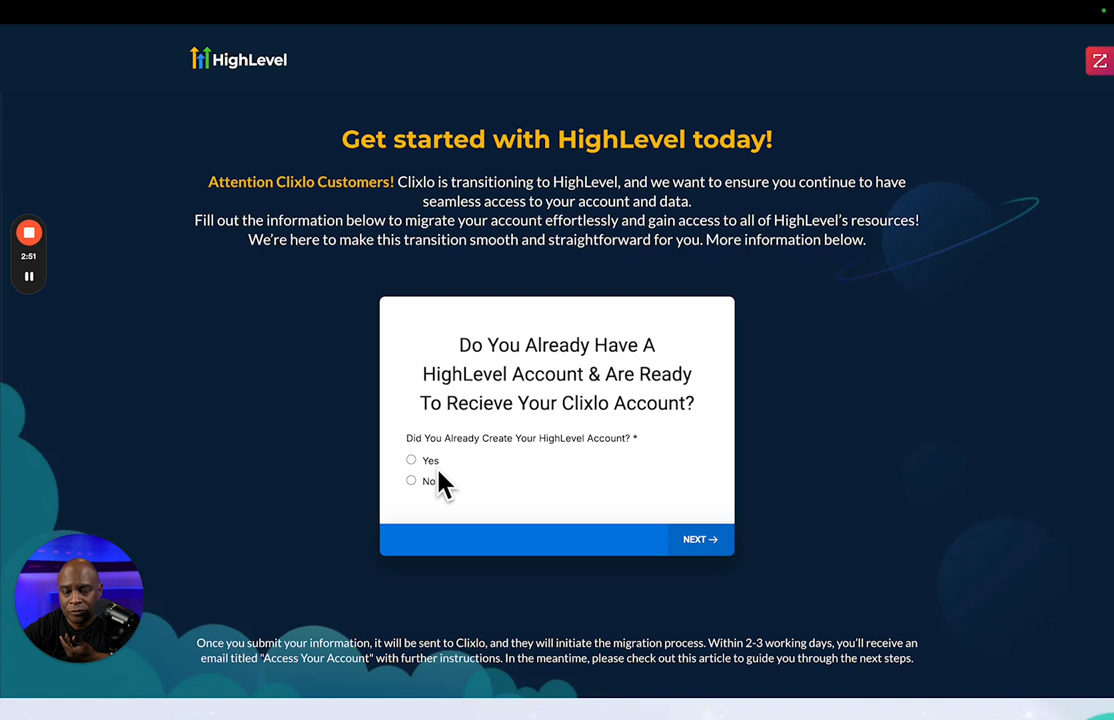 HighLevel
Get started with HighLevel today!
Attention Clixlo Customers! Clixlo is transitioning to HighLevel, and we want to ensure you continue to have
seamless access to your account and data.
Fill out the information below to migrate your account effortlessly and gain access to all of HighLevel's resources!
We're here to make this transition smooth and straightforward for you. More information below.
2:51
Do You Already Have A
HighLevel Account & Are Ready
To Recieve Your Clixlo Account?
Did You Already Create Your HighLevel Account? *
Yes
No
NEXT →
Once you submit your information, it will be sent to Clixlo, and they will initiate the migration process. Within 2-3 working days, you'll receive an
email titled "Access Your Account" with further instructions. In the meantime, please check out this article to guide you through the next steps.